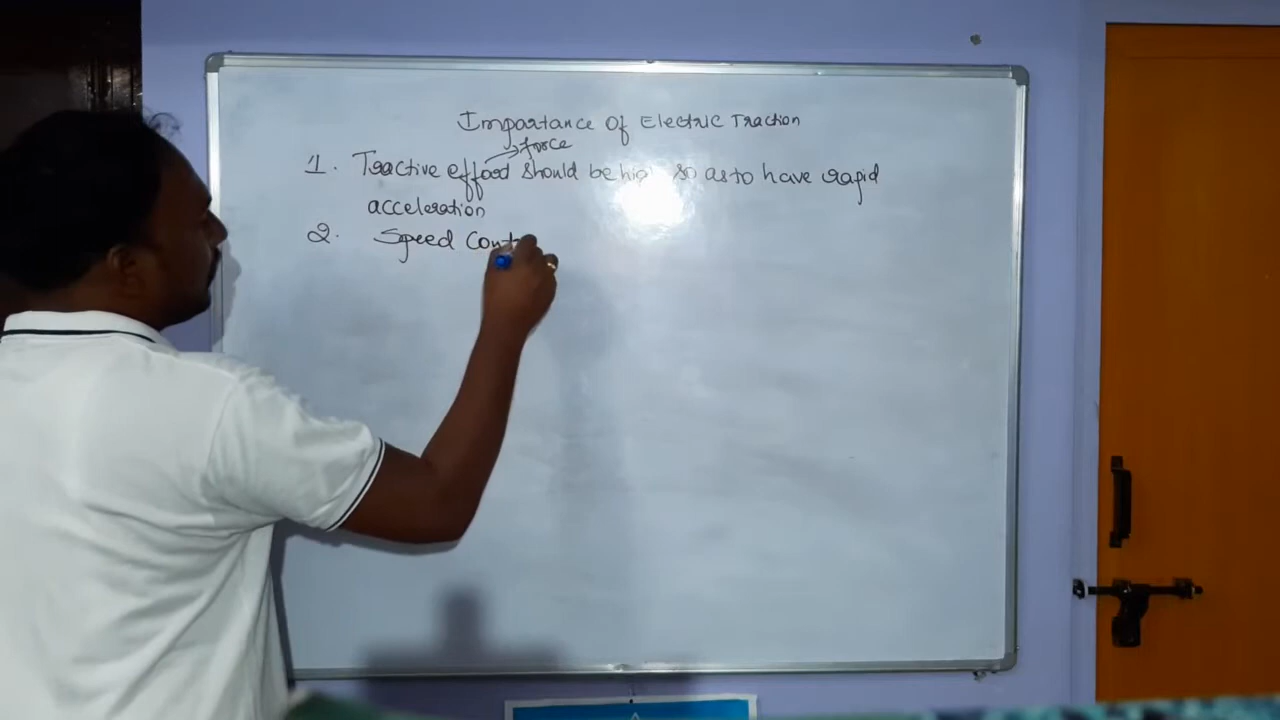 Importance Of Electric Traction
force
1. Tractive effort should be high so as to have rapid
acceleration
2. Speed Cont